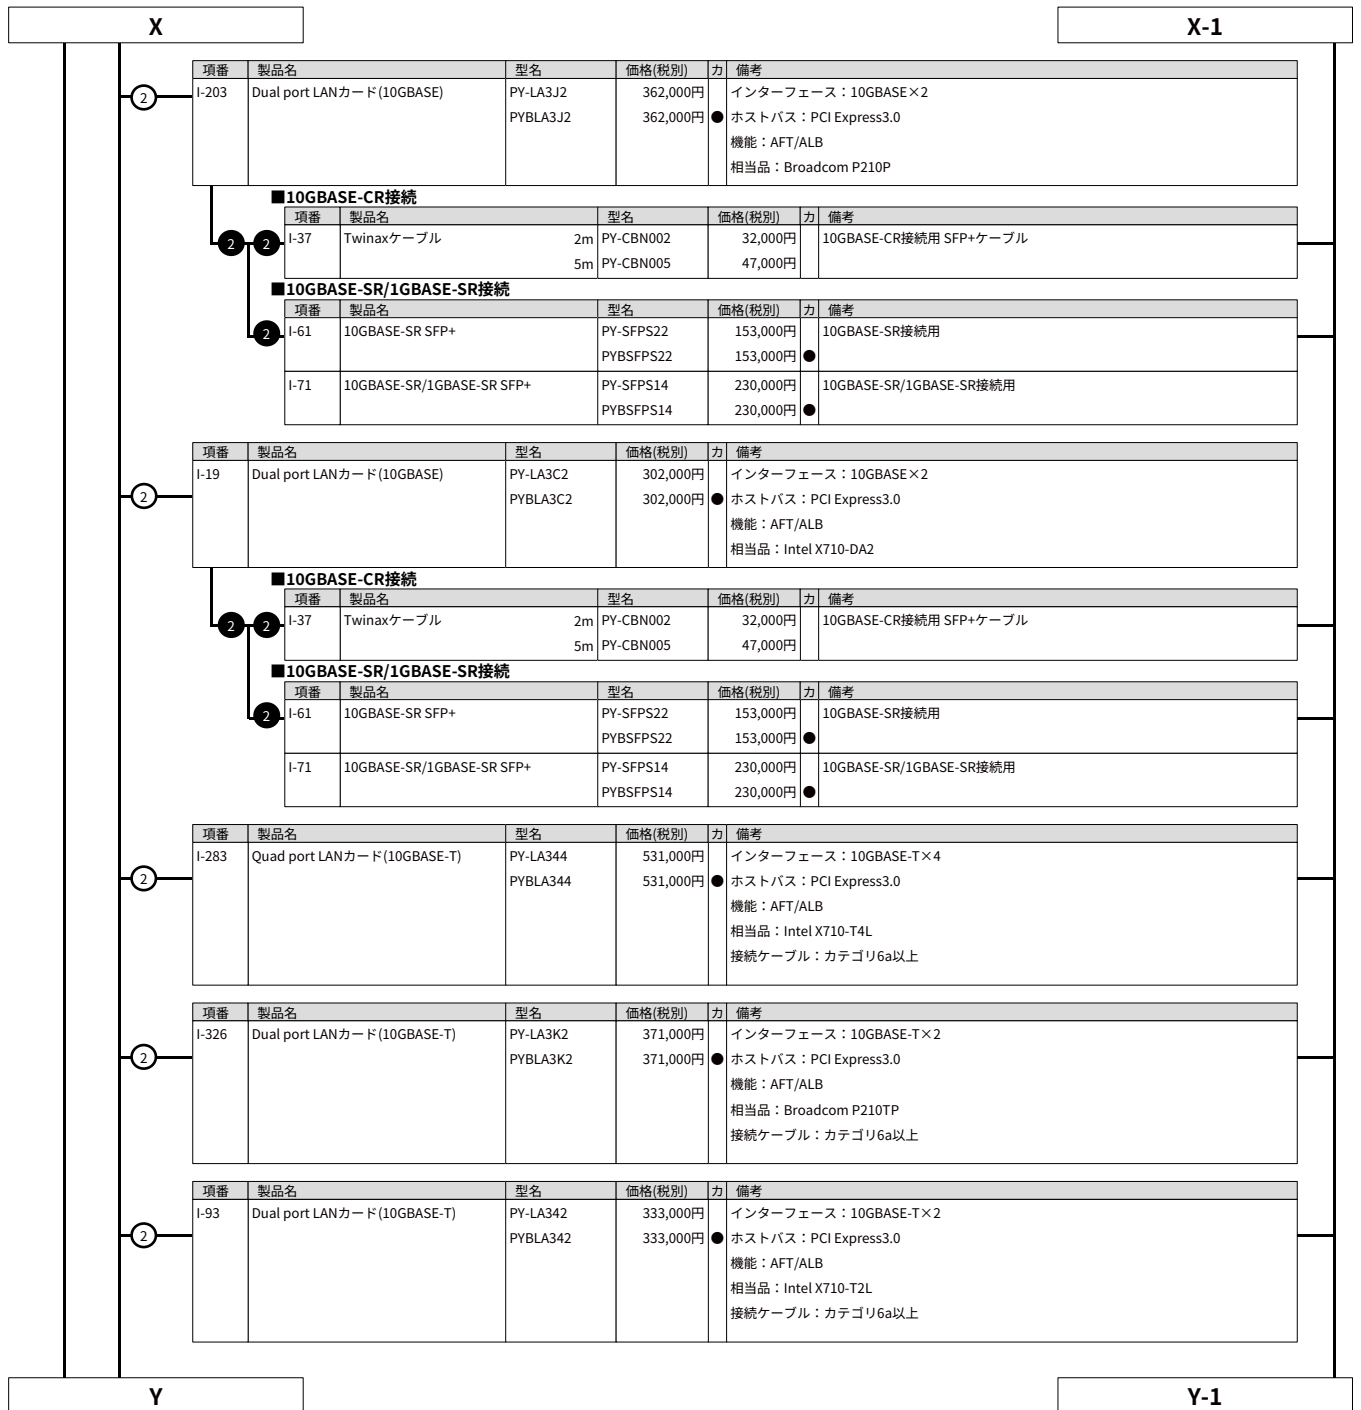 X
X-1
項番 製品名 型名 価格(税別) カ 備考
② I-203 Dual port LANカード(10GBASE) PY-LA3J2 362,000円 インターフェース：10GBASE×2
PYBLA3J2 362,000円 ● ホストバス：PCI Express3.0
機能：AFT/ALB
相当品：Broadcom P210P
■10GBASE-CR接続
項番 製品名 型名 価格(税別) カ 備考
❷ ❷ I-37 Twinaxケーブル 2m PY-CBN002 32,000円 10GBASE-CR接続用 SFP+ケーブル
5m PY-CBN005 47,000円
■10GBASE-SR/1GBASE-SR接続
項番 製品名 型名 価格(税別) カ 備考
❷ I-61 10GBASE-SR SFP+ PY-SFPS22 153,000円 10GBASE-SR接続用
PYBSFPS22 153,000円 ●
I-71 10GBASE-SR/1GBASE-SR SFP+ PY-SFPS14 230,000円 10GBASE-SR/1GBASE-SR接続用
PYBSFPS14 230,000円 ●
項番 製品名 型名 価格(税別) カ 備考
② I-19 Dual port LANカード(10GBASE) PY-LA3C2 302,000円 インターフェース：10GBASE×2
PYBLA3C2 302,000円 ● ホストバス：PCI Express3.0
機能：AFT/ALB
相当品：Intel X710-DA2
■10GBASE-CR接続
項番 製品名 型名 価格(税別) カ 備考
❷ ❷ I-37 Twinaxケーブル 2m PY-CBN002 32,000円 10GBASE-CR接続用 SFP+ケーブル
5m PY-CBN005 47,000円
■10GBASE-SR/1GBASE-SR接続
項番 製品名 型名 価格(税別) カ 備考
❷ I-61 10GBASE-SR SFP+ PY-SFPS22 153,000円 10GBASE-SR接続用
PYBSFPS22 153,000円 ●
I-71 10GBASE-SR/1GBASE-SR SFP+ PY-SFPS14 230,000円 10GBASE-SR/1GBASE-SR接続用
PYBSFPS14 230,000円 ●
項番 製品名 型名 価格(税別) カ 備考
② I-283 Quad port LANカード(10GBASE-T) PY-LA344 531,000円 インターフェース：10GBASE-T×4
PYBLA344 531,000円 ● ホストバス：PCI Express3.0
機能：AFT/ALB
相当品：Intel X710-T4L
接続ケーブル：カテゴリ6a以上
項番 製品名 型名 価格(税別) カ 備考
② I-326 Dual port LANカード(10GBASE-T) PY-LA3K2 371,000円 インターフェース：10GBASE-T×2
PYBLA3K2 371,000円 ● ホストバス：PCI Express3.0
機能：AFT/ALB
相当品：Broadcom P210TP
接続ケーブル：カテゴリ6a以上
項番 製品名 型名 価格(税別) カ 備考
② I-93 Dual port LANカード(10GBASE-T) PY-LA342 333,000円 インターフェース：10GBASE-T×2
PYBLA342 333,000円 ● ホストバス：PCI Express3.0
機能：AFT/ALB
相当品：Intel X710-T2L
接続ケーブル：カテゴリ6a以上
Y
Y-1